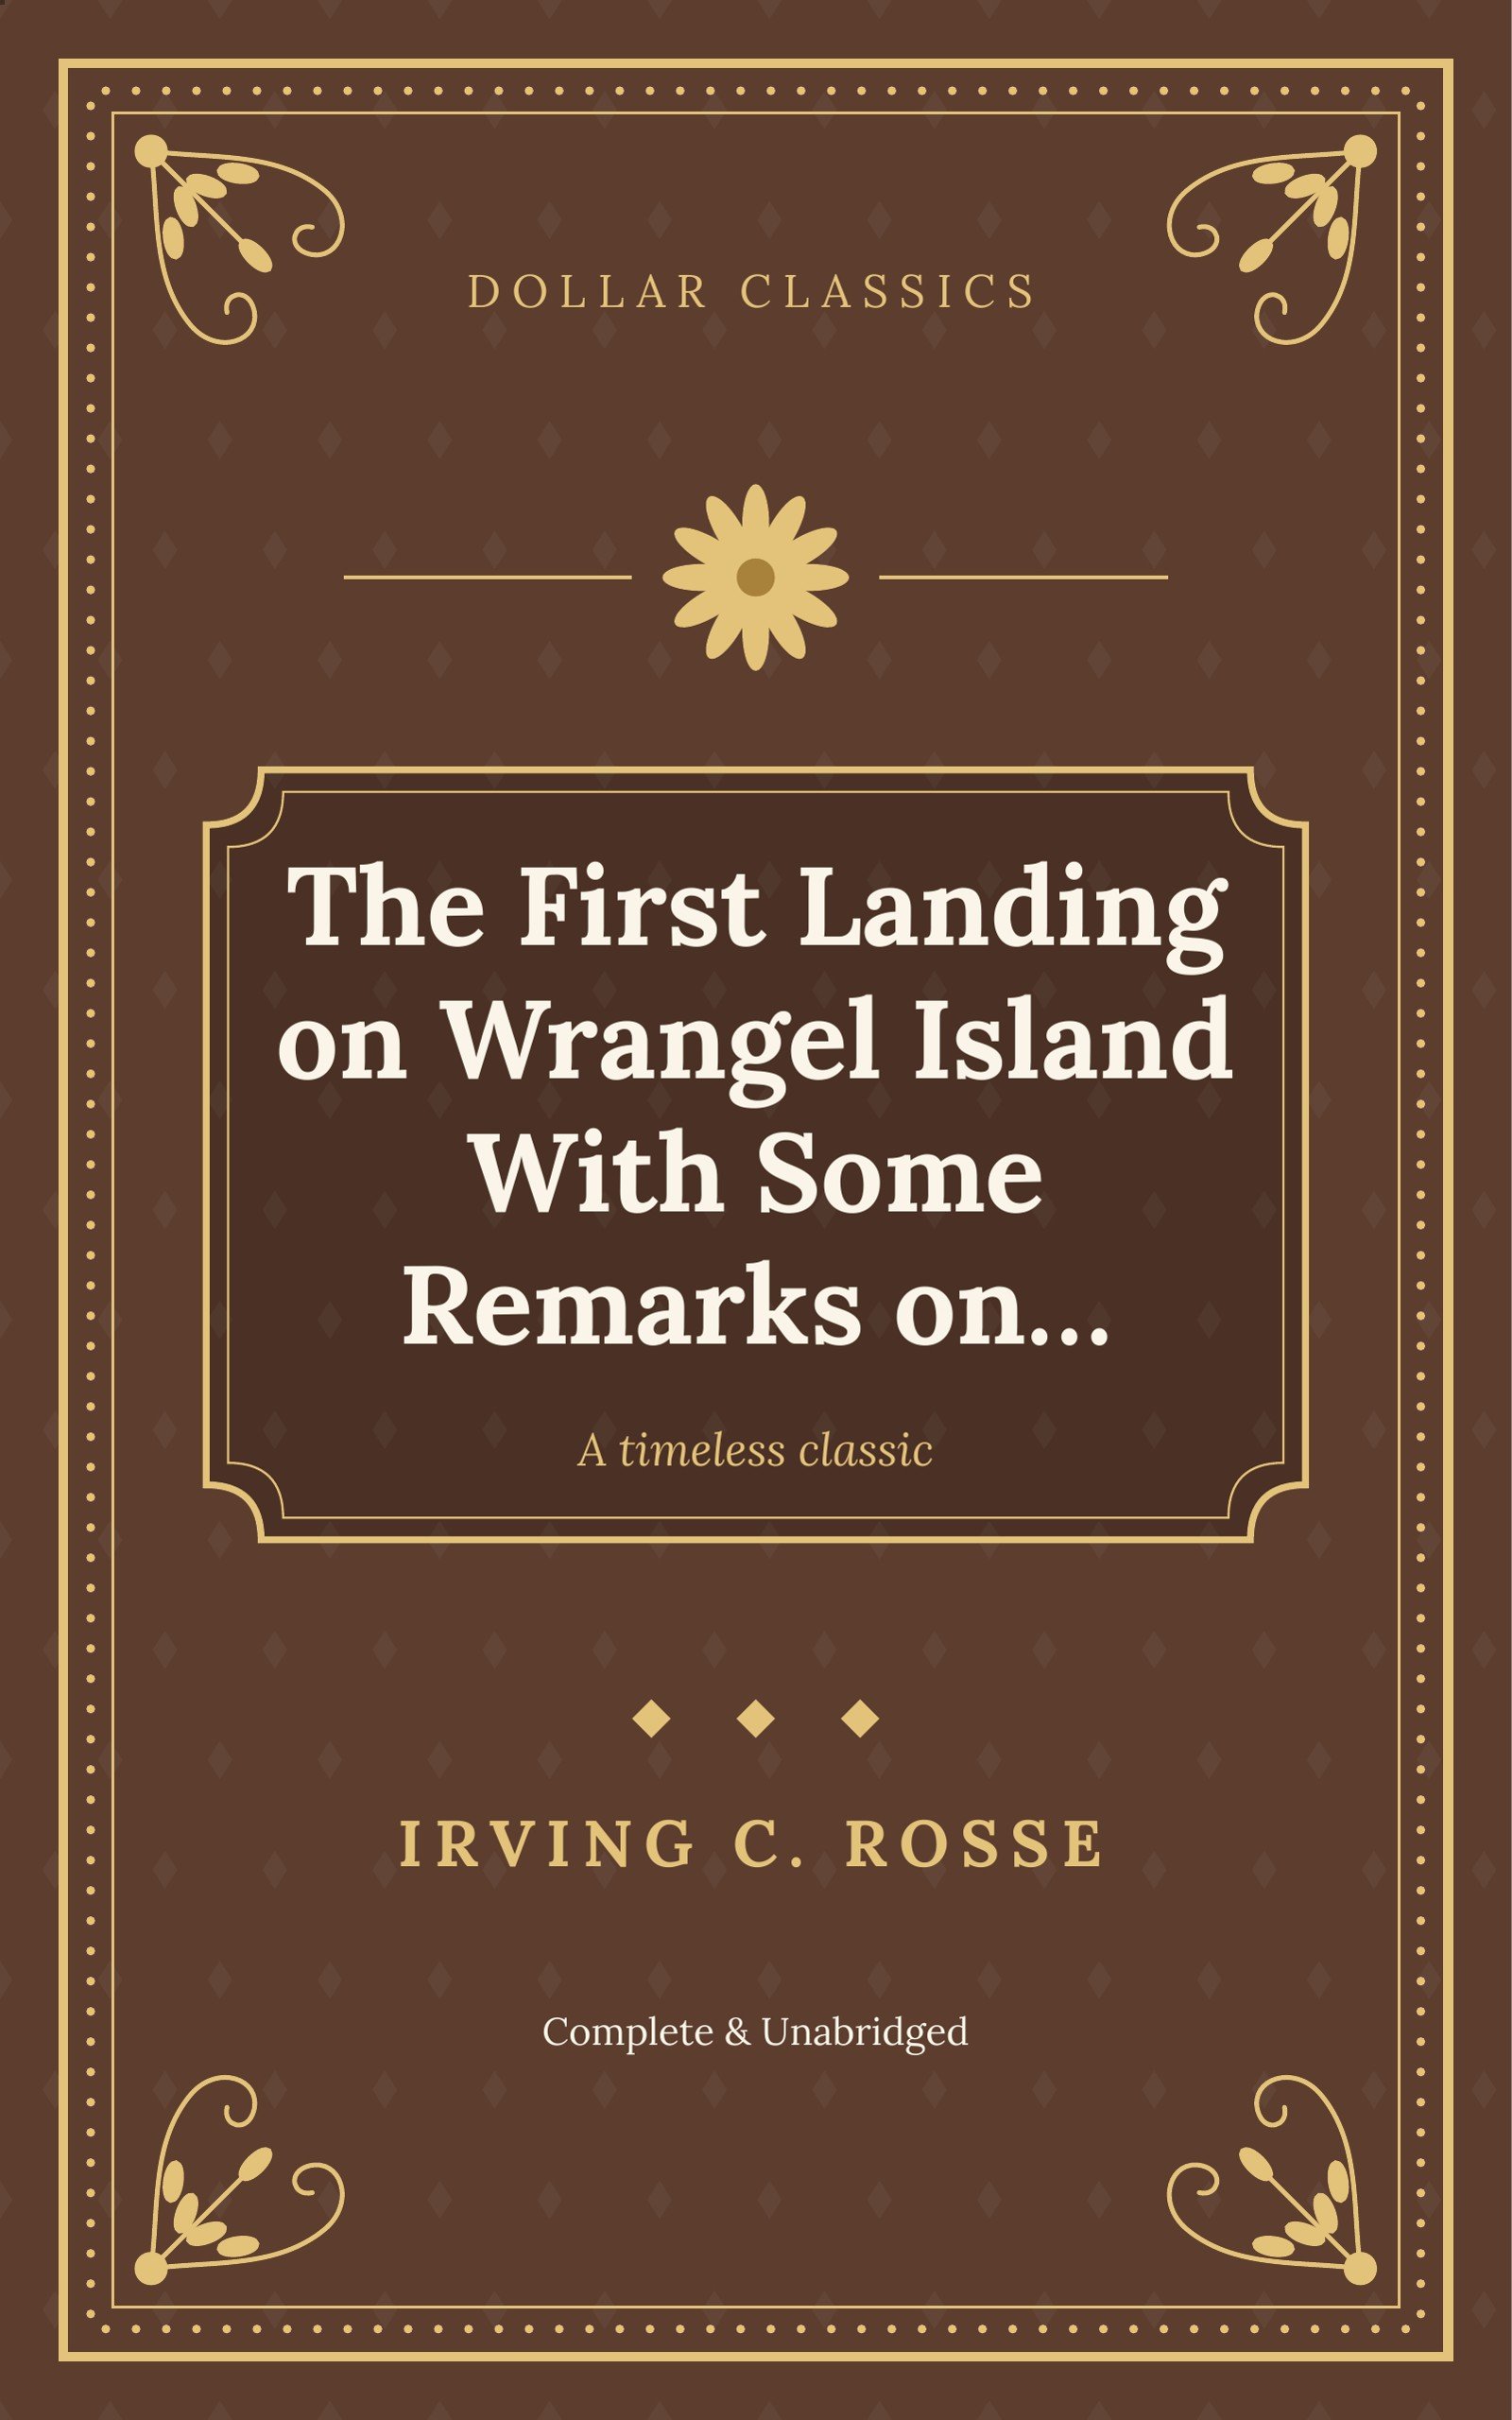 DOLLAR CLASSICS
The First Landing
on Wrangel Island
With Some
Remarks on...
A timeless classic
IRVING C. ROSSE
Complete & Unabridged